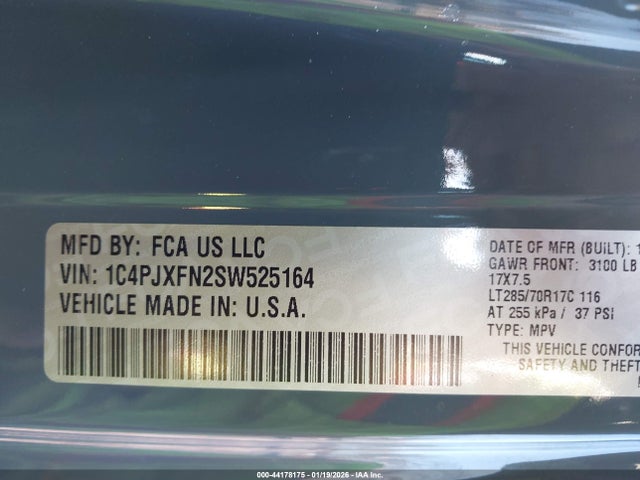 MFD BY: FCA US LLC
VIN: 1C4PJXFN2SW525164
VEHICLE MADE IN: U.S.A.
DATE OF MFR (BUILT): 1
GAWR FRONT: 3100 LB
17X7.5
LT285/70R17C 116
AT 255 kPa / 37 PSI
TYPE: MPV
THIS VEHICLE CONFOR
SAFETY AND THEFT
000-44178175 - 01/19/2026 - IAA Inc.